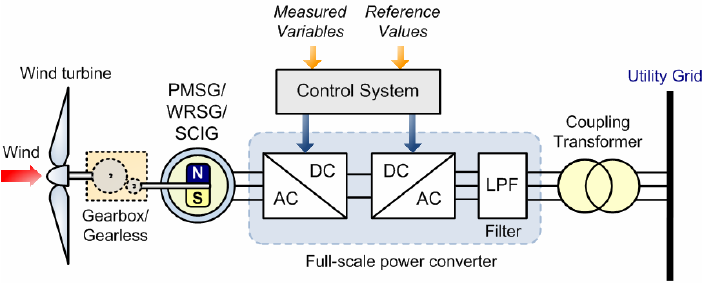 Measured
Variables
Reference
Values
Wind turbine
PMSG/
WRSG/
SCIG
Control System
Utility Grid
Coupling
Transformer
Wind
N
S
DC
AC
DC
AC
LPF
Gearbox/
Gearless
Filter
Full-scale power converter